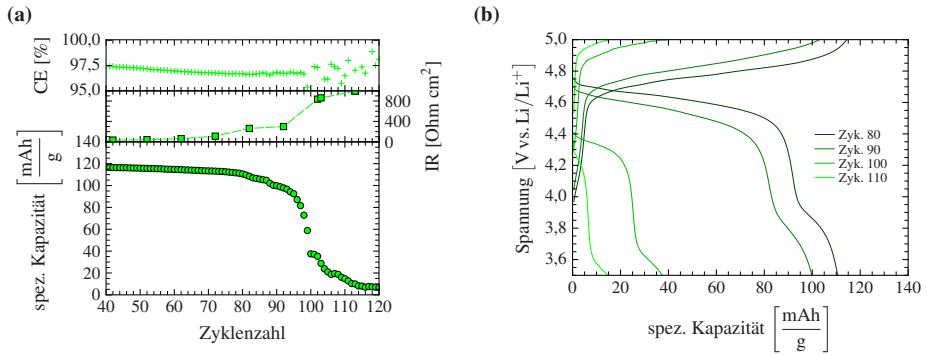 (a)
CE [%]
100,0
97,5
95,0
IR [Ohm cm²]
800
400
0
spez. Kapazität [mAh/g]
140
120
100
80
60
40
20
0
40 50 60 70 80 90 100 110 120
Zyklenzahl
(b)
Spannung [V vs. Li/Li⁺]
5,0
4,8
4,6
4,4
4,2
4,0
3,8
3,6
Zyk. 80
Zyk. 90
Zyk. 100
Zyk. 110
0 20 40 60 80 100 120 140
spez. Kapazität [mAh/g]